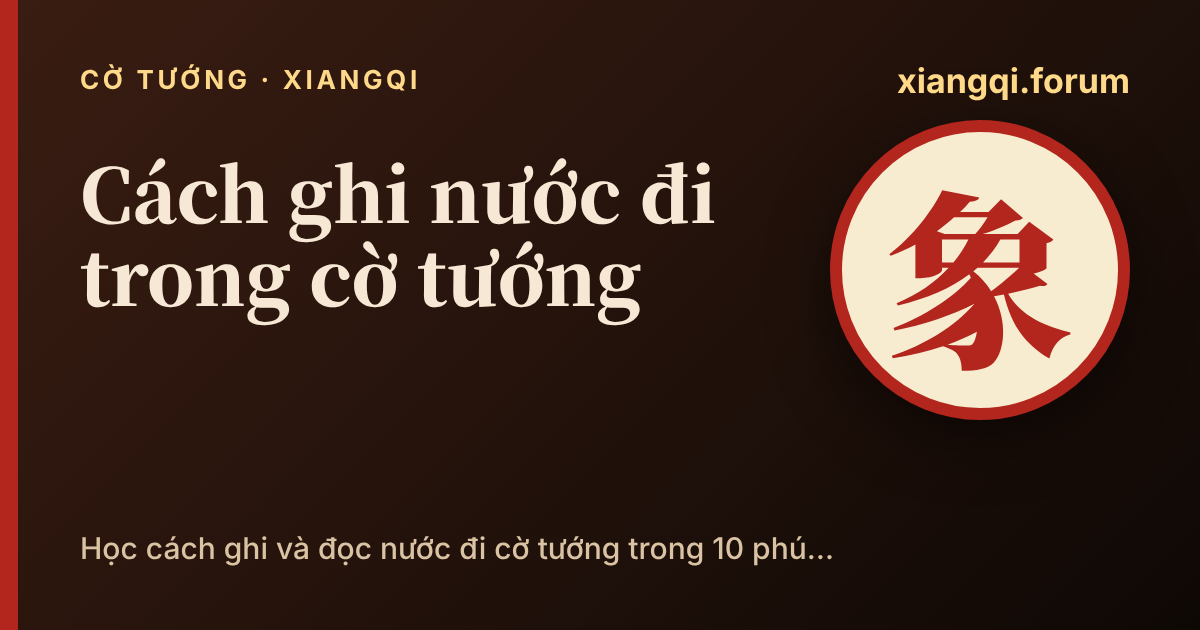 CỜ TƯỚNG · XIANGQI
xiangqi.forum
Cách ghi nước đi
trong cờ tướng
象
Học cách ghi và đọc nước đi cờ tướng trong 10 phú...